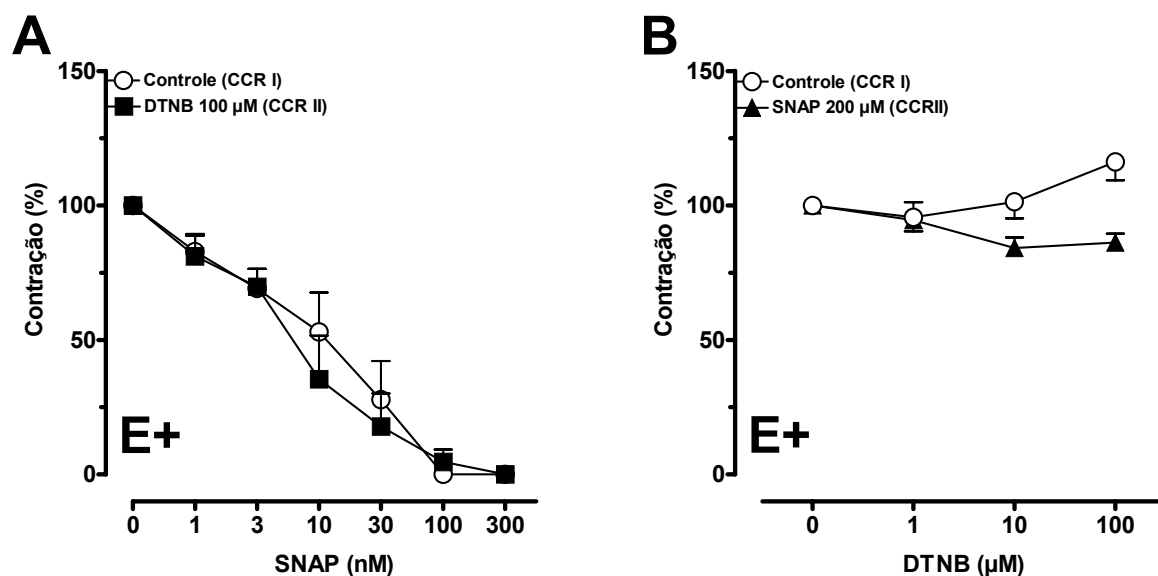 A
150
Controle (CCR I)
DTNB 100 µM (CCR II)
100
50
0
Contração (%)
E+
0 1 3 10 30 100 300
SNAP (nM)
B
150
Controle (CCR I)
SNAP 200 µM (CCRII)
100
50
0
Contração (%)
E+
0 1 10 100
DTNB (µM)